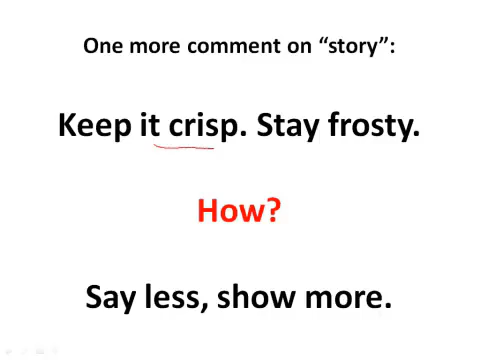 One more comment on “story”:
Keep it crisp. Stay frosty.
How?
Say less, show more.